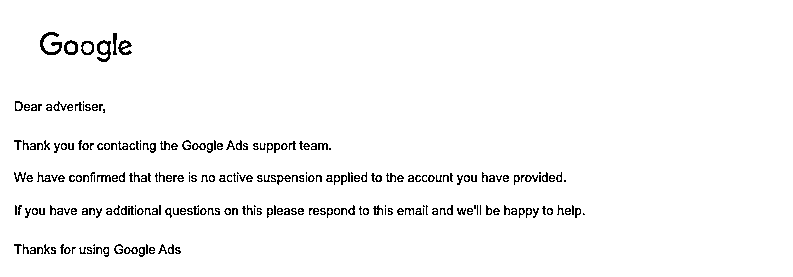 Google
Dear advertiser,
Thank you for contacting the Google Ads support team.
We have confirmed that there is no active suspension applied to the account you have provided.
If you have any additional questions on this please respond to this email and we'll be happy to help.
Thanks for using Google Ads